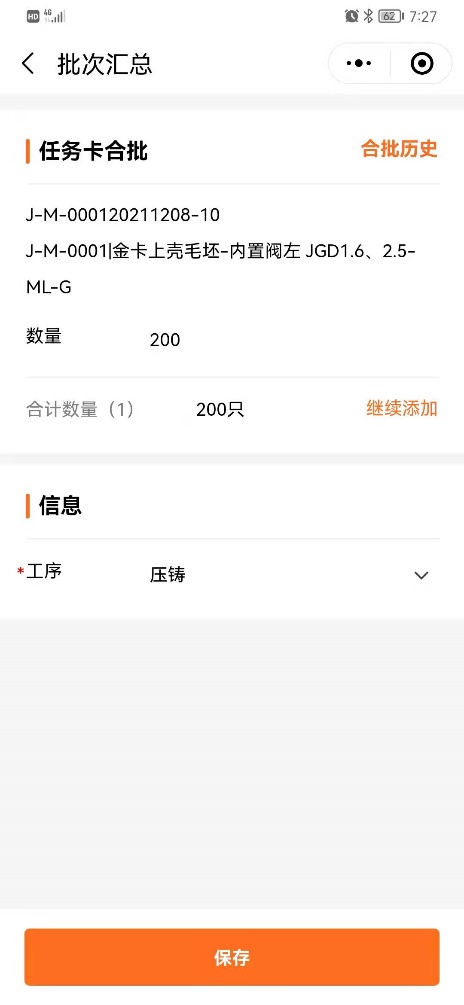 HD 4G 62 7:27
批次汇总
任务卡合批 合批历史
J-M-000120211208-10
J-M-0001|金卡上壳毛坯-内置阀左 JGD1.6、2.5-
ML-G
数量 200
合计数量（1） 200只 继续添加
信息
*工序 压铸
保存